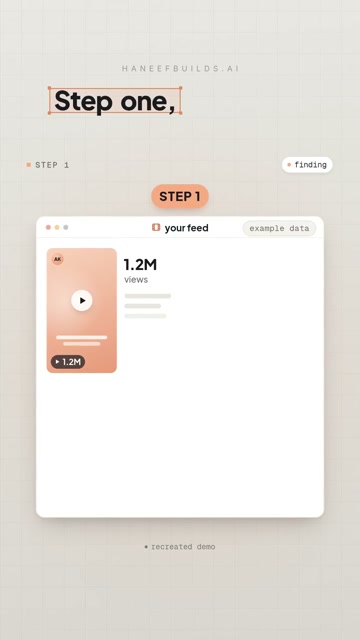 HANEEFBUILDS.AI
Step one,
STEP 1
finding
STEP 1
your feed
example data
AK
1.2M
views
1.2M
recreated demo